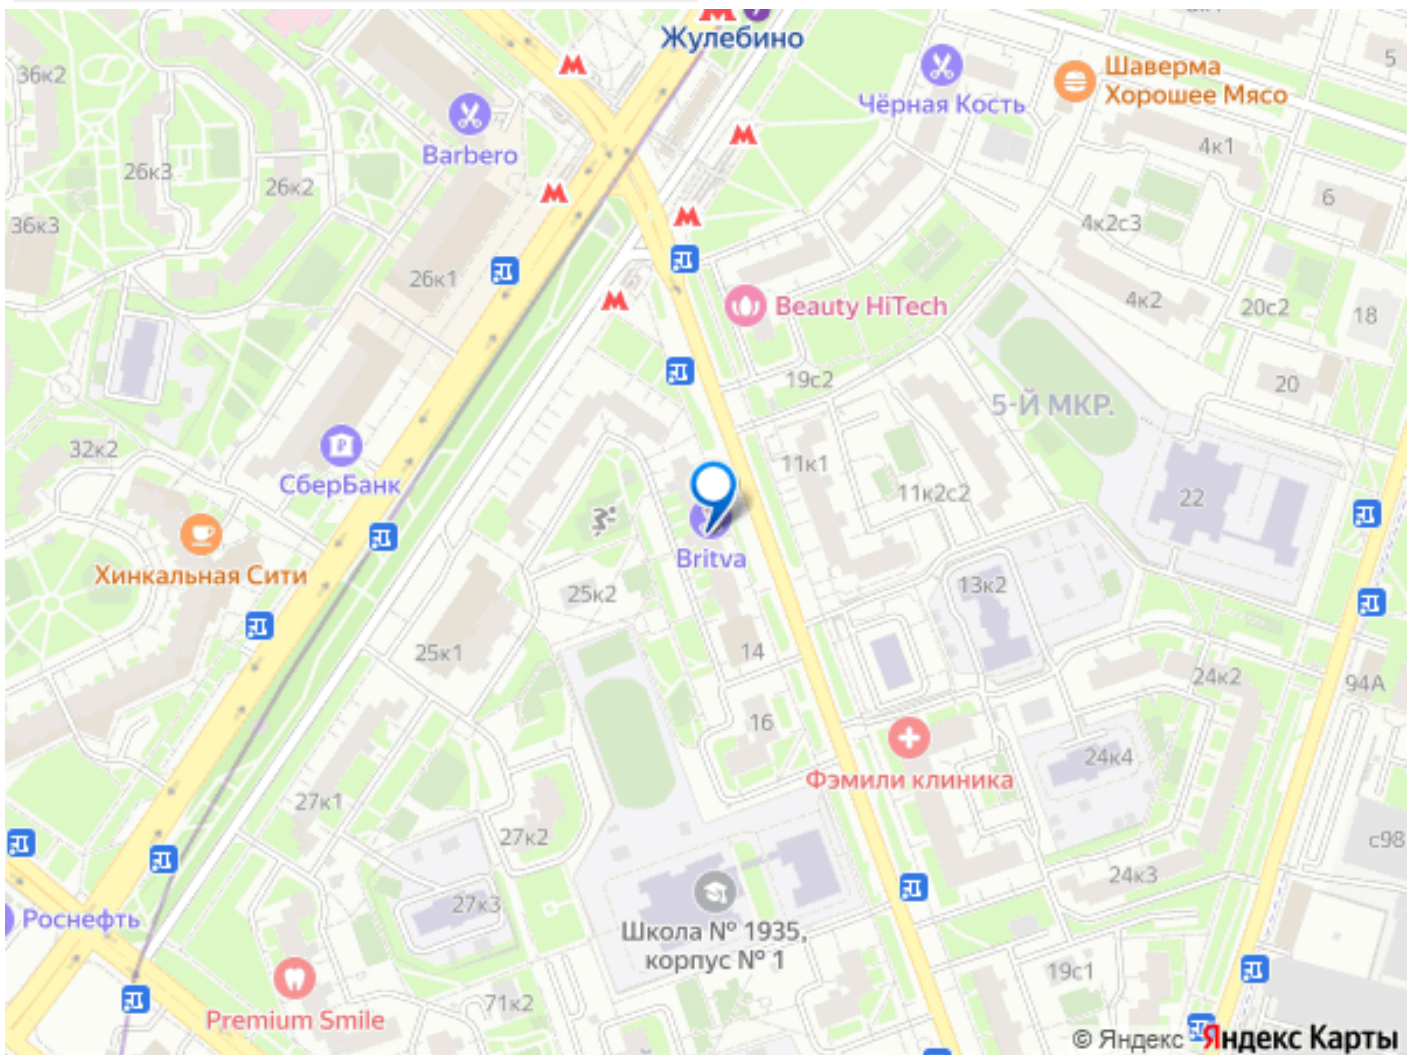 Жулебино
36к2
Шаверма
Хорошее Мясо
5
Чёрная Кость
Barbero
4к1
26к3
26к2
6
36к3
4к2с3
26к1
4к2
20с2
18
Beauty HiTech
19с2
20
5-Й МКР.
32к2
11к1
СберБанк
11к2с2
22
Britva
Хинкальная Сити
25к2
13к2
25к1
14
24к2
94А
16
24к4
Фэмили клиника
27к1
27к2
с98
24к3
27к3
Роснефть
Школа № 1935,
корпус № 1
19с1
71к2
Premium Smile
© Яндекс Яндекс Карты